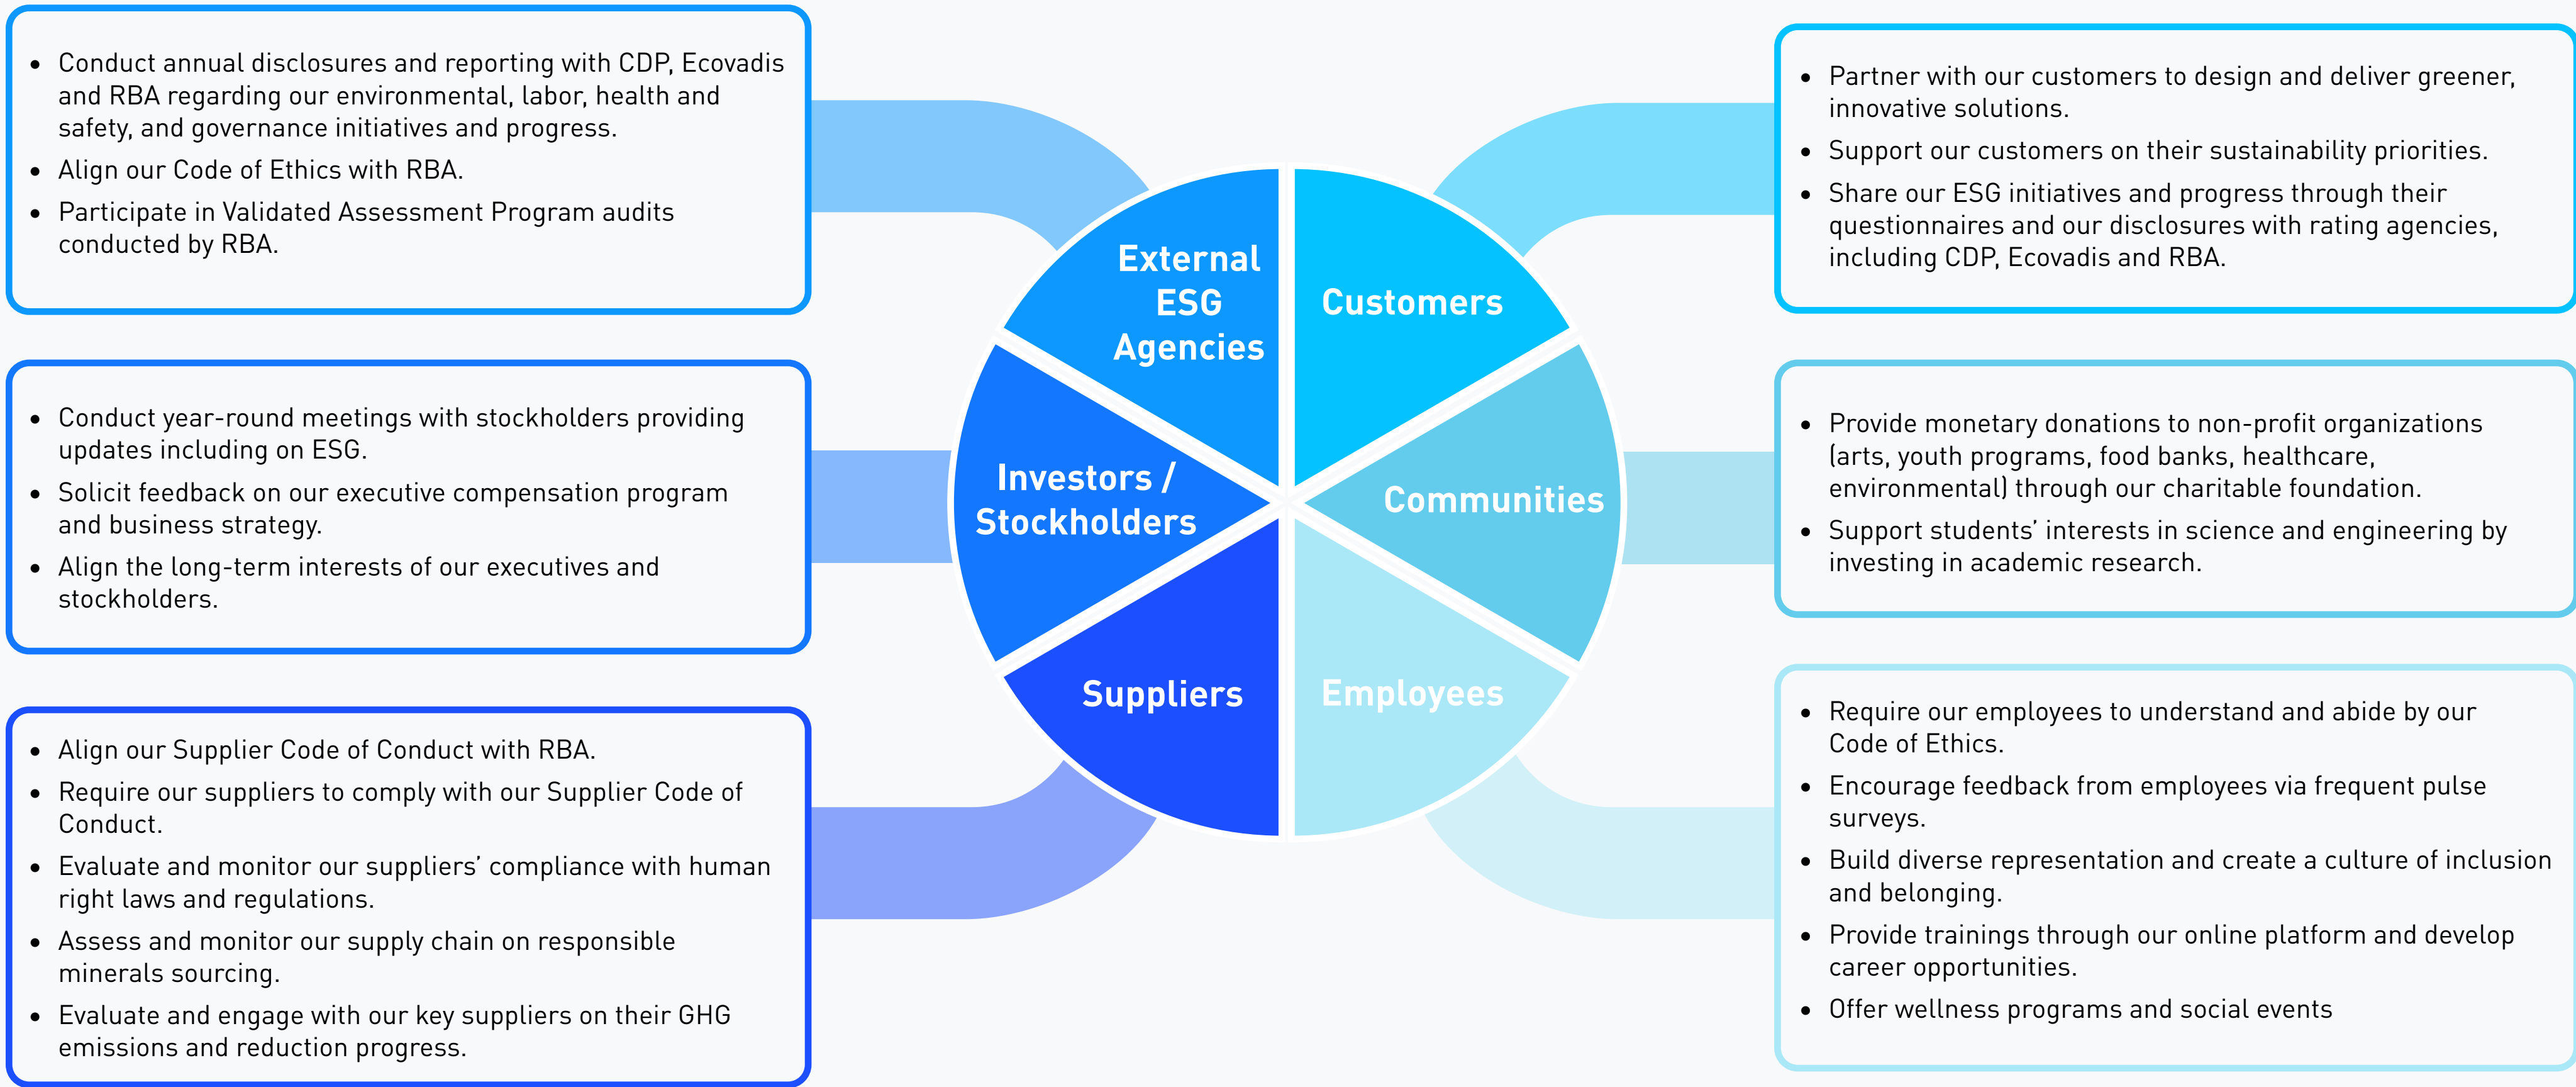 • Conduct annual disclosures and reporting with CDP, Ecovadis
and RBA regarding our environmental, labor, health and
safety, and governance initiatives and progress.
• Align our Code of Ethics with RBA.
• Participate in Validated Assessment Program audits
conducted by RBA.
• Conduct year-round meetings with stockholders providing
updates including on ESG.
• Solicit feedback on our executive compensation program
and business strategy.
• Align the long-term interests of our executives and
stockholders.
• Align our Supplier Code of Conduct with RBA.
• Require our suppliers to comply with our Supplier Code of
Conduct.
• Evaluate and monitor our suppliers’ compliance with human
right laws and regulations.
• Assess and monitor our supply chain on responsible
minerals sourcing.
• Evaluate and engage with our key suppliers on their GHG
emissions and reduction progress.
External
ESG
Agencies
Customers
Investors /
Stockholders
Communities
Suppliers
Employees
• Partner with our customers to design and deliver greener,
innovative solutions.
• Support our customers on their sustainability priorities.
• Share our ESG initiatives and progress through their
questionnaires and our disclosures with rating agencies,
including CDP, Ecovadis and RBA.
• Provide monetary donations to non-profit organizations
(arts, youth programs, food banks, healthcare,
environmental) through our charitable foundation.
• Support students’ interests in science and engineering by
investing in academic research.
• Require our employees to understand and abide by our
Code of Ethics.
• Encourage feedback from employees via frequent pulse
surveys.
• Build diverse representation and create a culture of inclusion
and belonging.
• Provide trainings through our online platform and develop
career opportunities.
• Offer wellness programs and social events